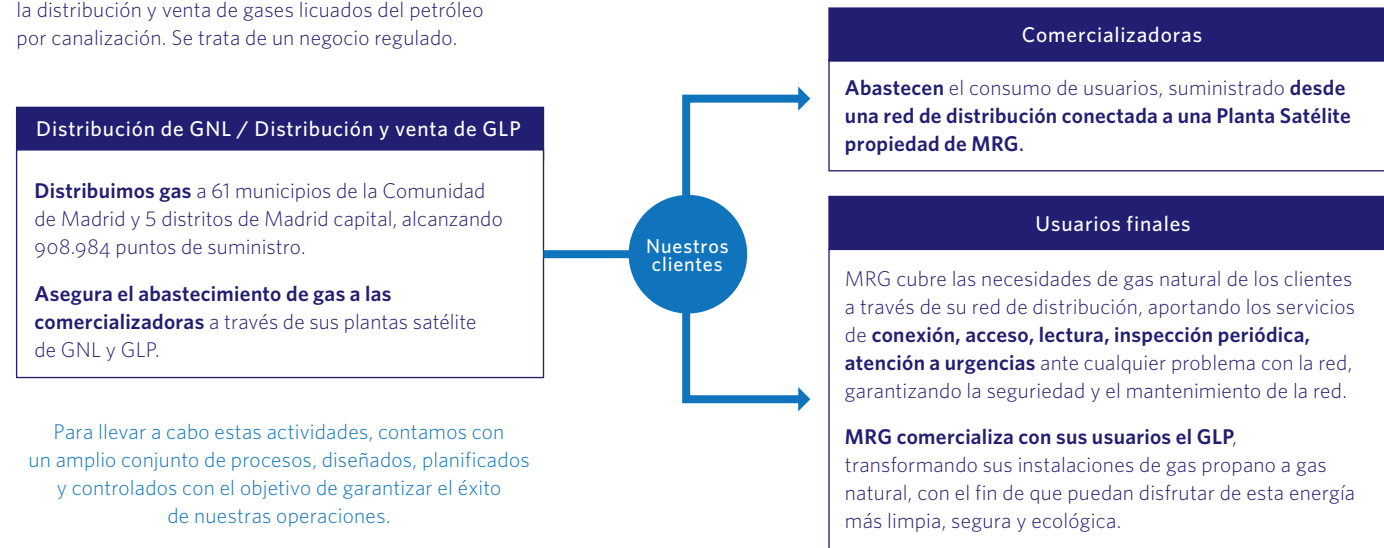 la distribución y venta de gases licuados del petróleo
por canalización. Se trata de un negocio regulado.
Distribución de GNL / Distribución y venta de GLP
Distribuimos gas a 61 municipios de la Comunidad
de Madrid y 5 distritos de Madrid capital, alcanzando
908.984 puntos de suministro.
Asegura el abastecimiento de gas a las
comercializadoras a través de sus plantas satélite
de GNL y GLP.
Para llevar a cabo estas actividades, contamos con
un amplio conjunto de procesos, diseñados, planificados
y controlados con el objetivo de garantizar el éxito
de nuestras operaciones.
Nuestros
clientes
Comercializadoras
Abastecen el consumo de usuarios, suministrado desde
una red de distribución conectada a una Planta Satélite
propiedad de MRG.
Usuarios finales
MRG cubre las necesidades de gas natural de los clientes
a través de su red de distribución, aportando los servicios
de conexión, acceso, lectura, inspección periódica,
atención a urgencias ante cualquier problema con la red,
garantizando la seguriedad y el mantenimiento de la red.
MRG comercializa con sus usuarios el GLP,
transformando sus instalaciones de gas propano a gas
natural, con el fin de que puedan disfrutar de esta energía
más limpia, segura y ecológica.